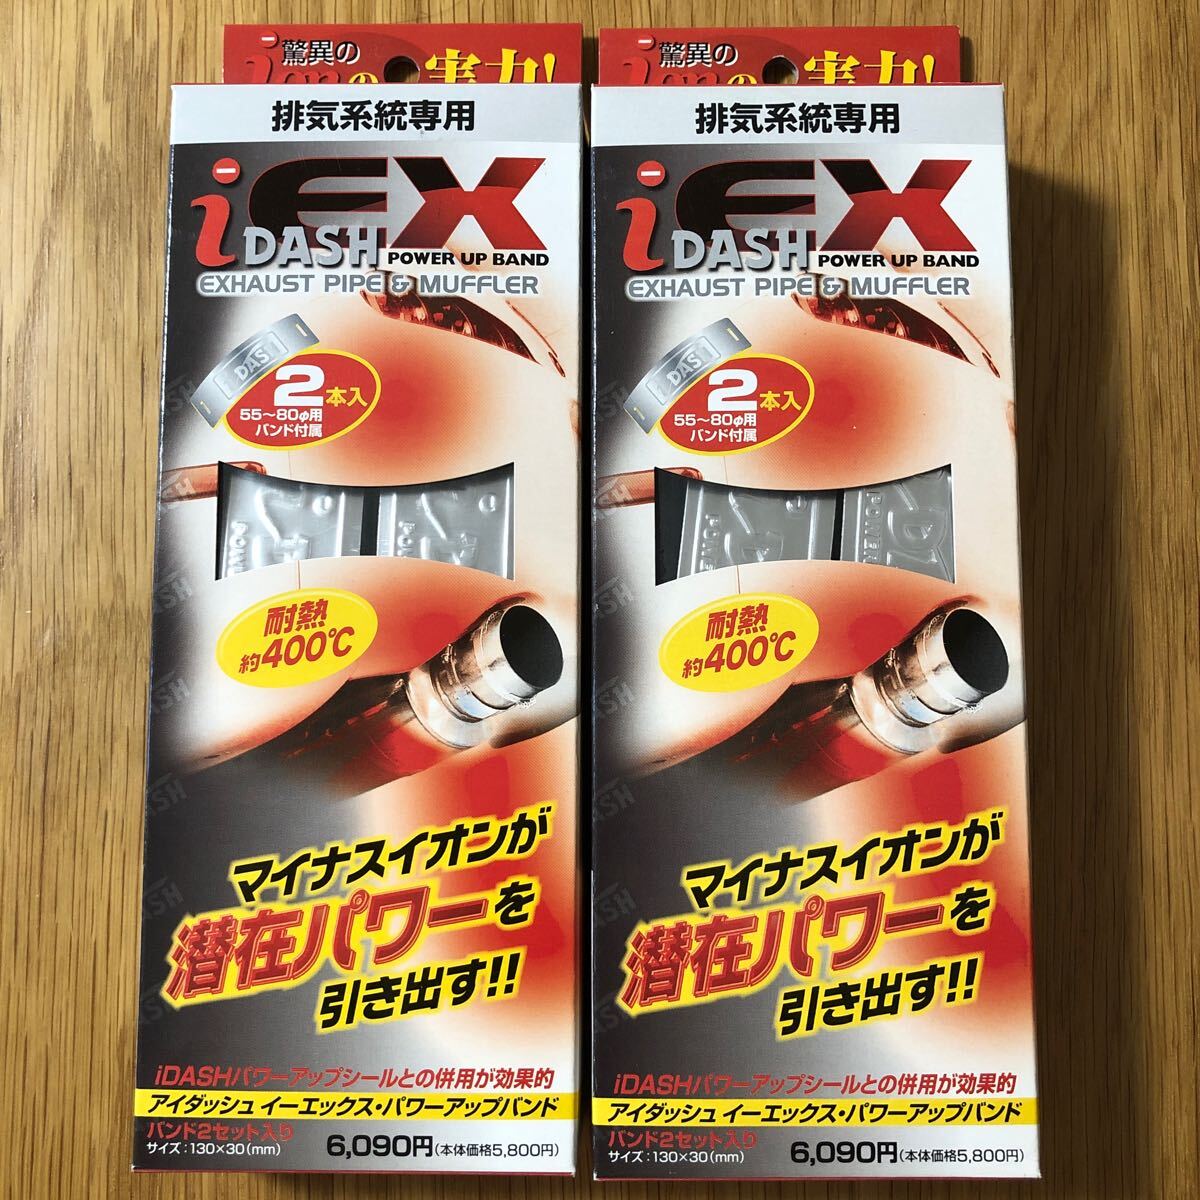 驚異の
ionの実力!
排気系統専用
iDASH EX
POWER UP BAND
EXHAUST PIPE & MUFFLER
iDASH
2本入
55〜80φ用
バンド付属
耐熱
約400℃
マイナスイオンが
潜在パワーを
引き出す!!
iDASHパワーアップシールとの併用が効果的
アイダッシュ イーエックス・パワーアップバンド
バンド2セット入り
サイズ:130×30(mm)
6,090円(本体価格5,800円)
驚異の
ionの実力!
排気系統専用
iDASH EX
POWER UP BAND
EXHAUST PIPE & MUFFLER
iDASH
2本入
55〜80φ用
バンド付属
POWER
耐熱
約400℃
マイナスイオンが
潜在パワーを
引き出す!!
iDASHパワーアップシールとの併用が効果的
アイダッシュ イーエックス・パワーアップバンド
バンド2セット入り
サイズ:130×30(mm)
6,090円(本体価格5,800円)